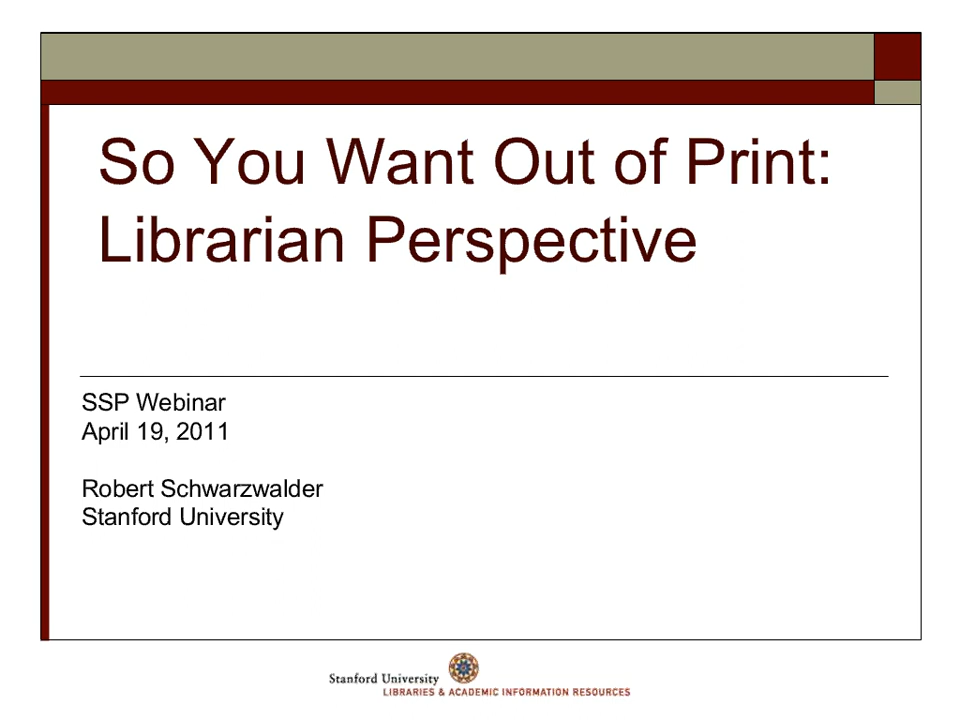 So You Want Out of Print:
Librarian Perspective
SSP Webinar
April 19, 2011
Robert Schwarzwalder
Stanford University
Stanford University
LIBRARIES & ACADEMIC INFORMATION RESOURCES